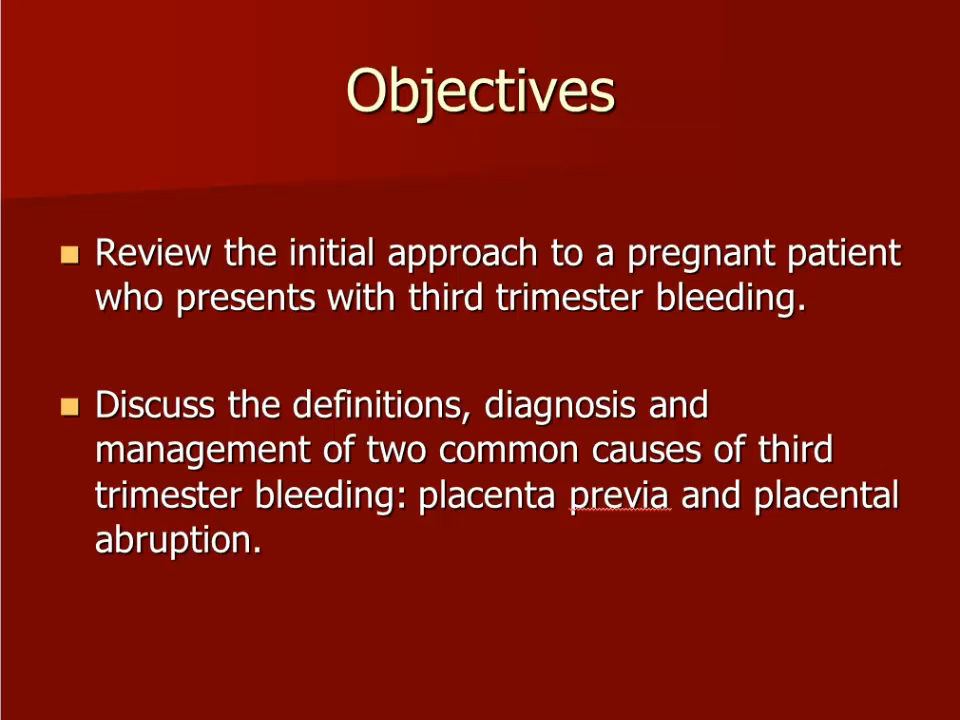 Objectives
Review the initial approach to a pregnant patient
who presents with third trimester bleeding.
Discuss the definitions, diagnosis and
management of two common causes of third
trimester bleeding: placenta previa and placental
abruption.